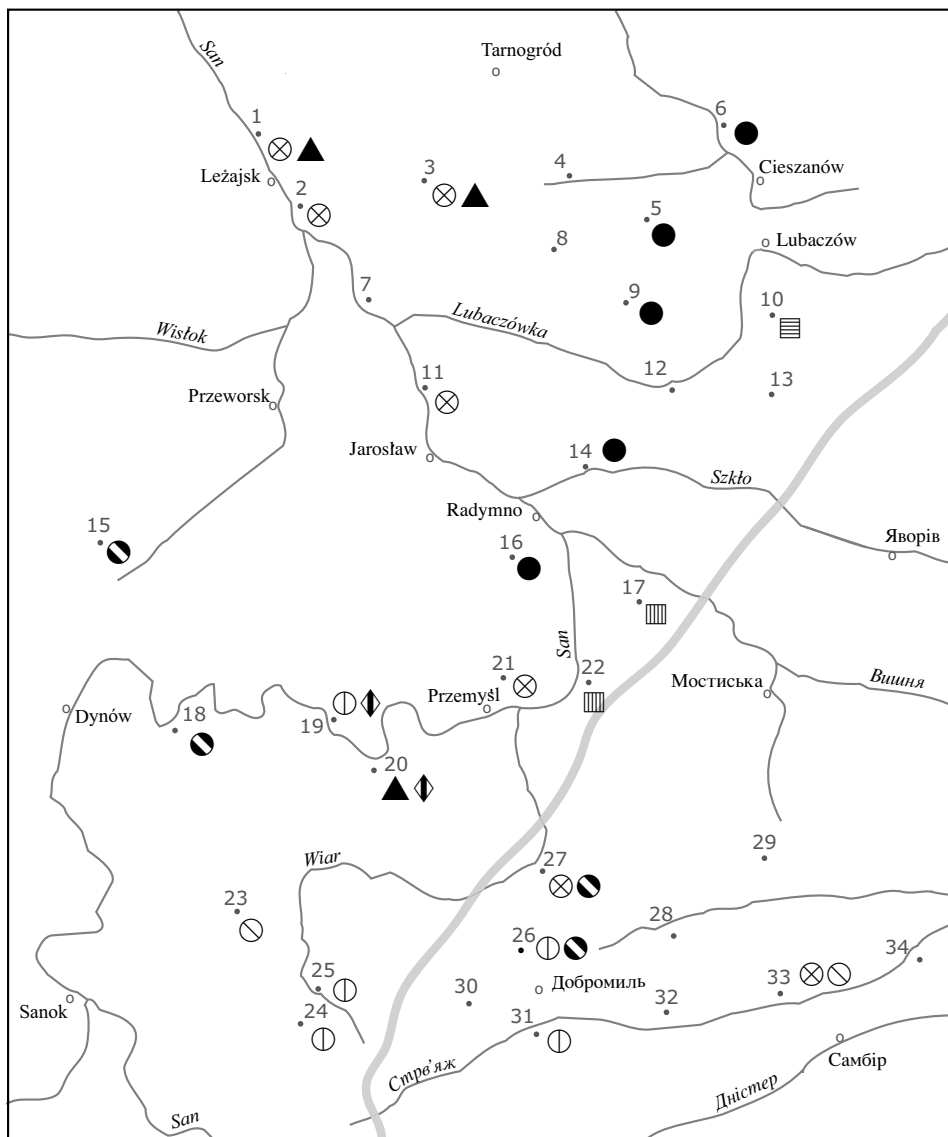 San
Tarnogród
1
6
Leżajsk
3
4
Cieszanów
2
5
8
Lubaczów
7
9
10
Wisłok
Lubaczówka
Przeworsk
11
12
13
Jarosław
14
Szkło
Radymno
15
16
Яворів
17
San
21
22
Мостиська
Вишня
Dynów
18
19
Przemyśl
20
Wiar
27
29
23
28
26
34
25
Добромиль
33
Sanok
24
30
31
32
Стрв'яж
Самбір
San
Дністер